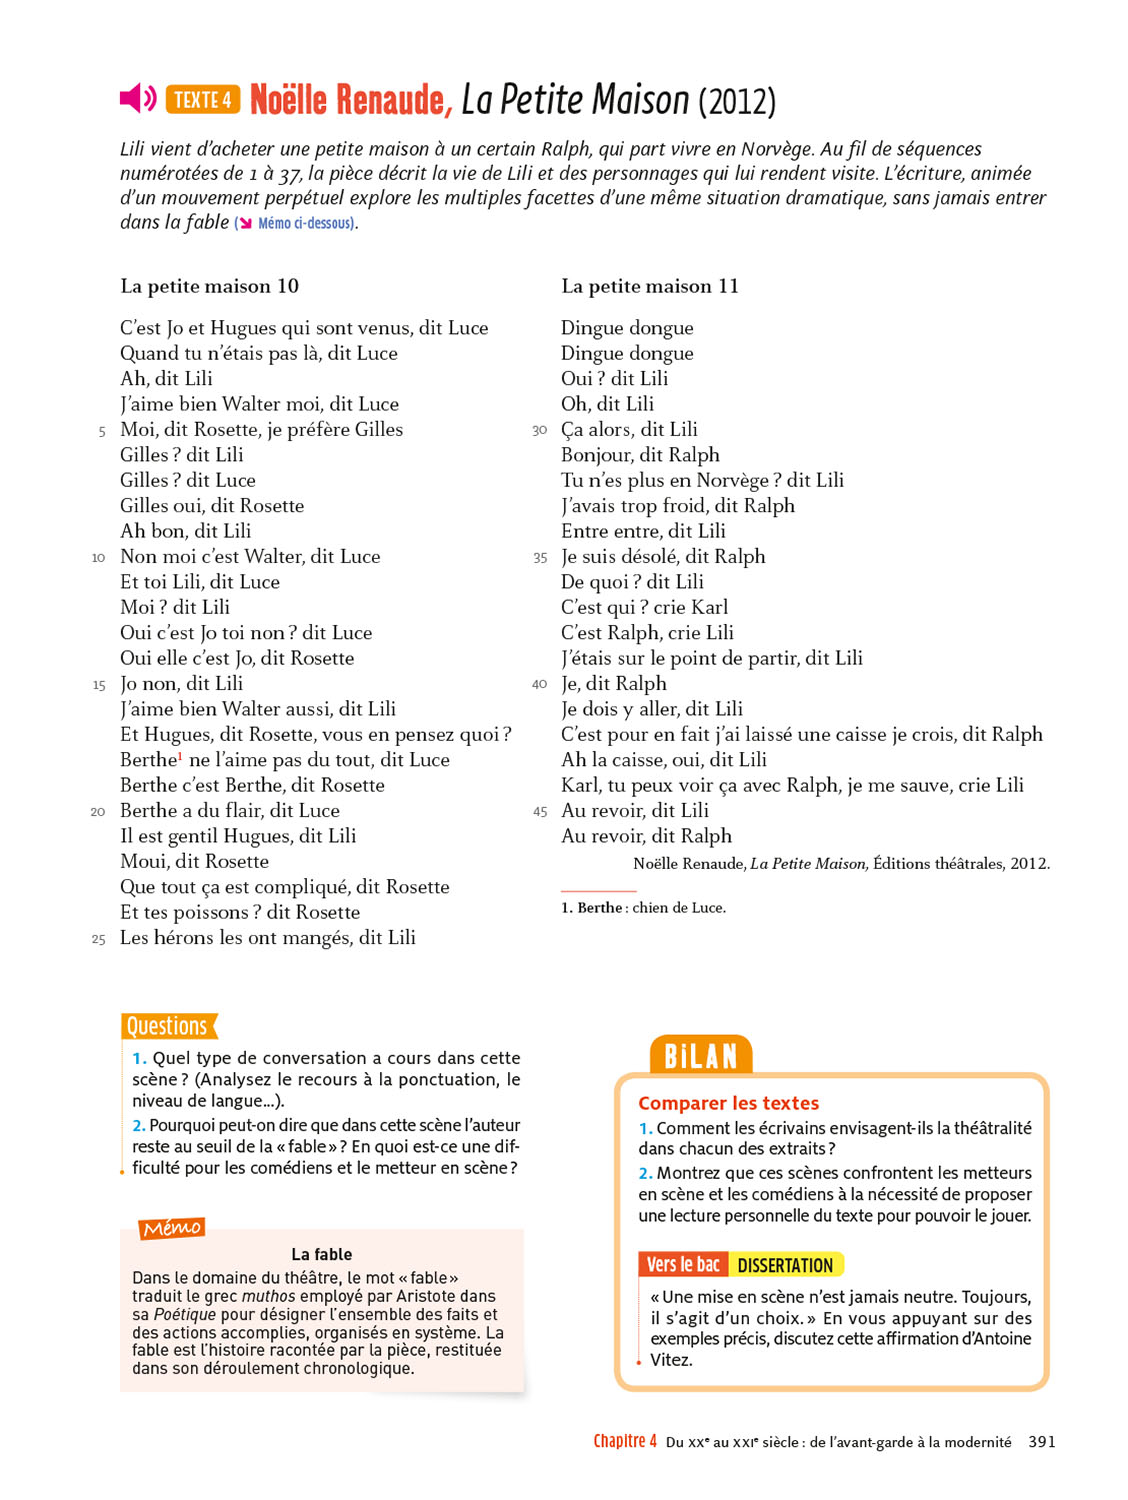 TEXTE 4 Noëlle Renaude, La Petite Maison (2012)
Lili vient d'acheter une petite maison à un certain Ralph, qui part vivre en Norvège. Au fil de séquences
numérotées de 1 à 37, la pièce décrit la vie de Lili et des personnages qui lui rendent visite. L'écriture, animée
d'un mouvement perpétuel explore les multiples facettes d'une même situation dramatique, sans jamais entrer
dans la fable (Mémo ci-dessous).
La petite maison 10
C'est Jo et Hugues qui sont venus, dit Luce
Quand tu n'étais pas là, dit Luce
Ah, dit Lili
J'aime bien Walter moi, dit Luce
5 Moi, dit Rosette, je préfère Gilles
Gilles ? dit Lili
Gilles ? dit Luce
Gilles oui, dit Rosette
Ah bon, dit Lili
10 Non moi c'est Walter, dit Luce
Et toi Lili, dit Luce
Moi ? dit Lili
Oui c'est Jo toi non ? dit Luce
Oui elle c'est Jo, dit Rosette
15 Jo non, dit Lili
J'aime bien Walter aussi, dit Lili
Et Hugues, dit Rosette, vous en pensez quoi ?
Berthe¹ ne l'aime pas du tout, dit Luce
Berthe c'est Berthe, dit Rosette
20 Berthe a du flair, dit Luce
Il est gentil Hugues, dit Lili
Moui, dit Rosette
Que tout ça est compliqué, dit Rosette
Et tes poissons ? dit Rosette
25 Les hérons les ont mangés, dit Lili
La petite maison 11
Dingue dongue
Dingue dongue
Oui ? dit Lili
Oh, dit Lili
30 Ça alors, dit Lili
Bonjour, dit Ralph
Tu n'es plus en Norvège ? dit Lili
J'avais trop froid, dit Ralph
Entre entre, dit Lili
35 Je suis désolé, dit Ralph
De quoi ? dit Lili
C'est qui ? crie Karl
C'est Ralph, crie Lili
J'étais sur le point de partir, dit Lili
40 Je, dit Ralph
Je dois y aller, dit Lili
C'est pour en fait j'ai laissé une caisse je crois, dit Ralph
Ah la caisse, oui, dit Lili
Karl, tu peux voir ça avec Ralph, je me sauve, crie Lili
45 Au revoir, dit Lili
Au revoir, dit Ralph
Noëlle Renaude, La Petite Maison, Éditions théâtrales, 2012.
1. Berthe : chien de Luce.
Questions
1. Quel type de conversation a cours dans cette
scène ? (Analysez le recours à la ponctuation, le
niveau de langue...).
2. Pourquoi peut-on dire que dans cette scène l'auteur
reste au seuil de la « fable » ? En quoi est-ce une dif-
ficulté pour les comédiens et le metteur en scène ?
Mémo
La fable
Dans le domaine du théâtre, le mot « fable »
traduit le grec muthos employé par Aristote dans
sa Poétique pour désigner l'ensemble des faits et
des actions accomplies, organisés en système. La
fable est l'histoire racontée par la pièce, restituée
dans son déroulement chronologique.
BiLAN
Comparer les textes
1. Comment les écrivains envisagent-ils la théâtralité
dans chacun des extraits ?
2. Montrez que ces scènes confrontent les metteurs
en scène et les comédiens à la nécessité de proposer
une lecture personnelle du texte pour pouvoir le jouer.
Vers le bac DISSERTATION
« Une mise en scène n'est jamais neutre. Toujours,
il s'agit d'un choix. » En vous appuyant sur des
exemples précis, discutez cette affirmation d'Antoine
Vitez.
Chapitre 4 Du XXe au XXIe siècle : de l'avant-garde à la modernité 391